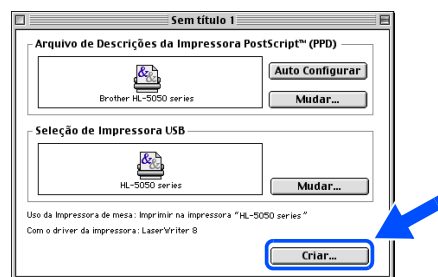 Sem título 1
Arquivo de Descrições da Impressora PostScript™ (PPD)
Brother HL-5050 series
Auto Configurar
Mudar...
Seleção de Impressora USB
HL-5050 series
Mudar...
Uso da Impressora de mesa: Imprimir na impressora "HL-5050 series"
Com o driver da impressora: LaserWriter 8
Criar...